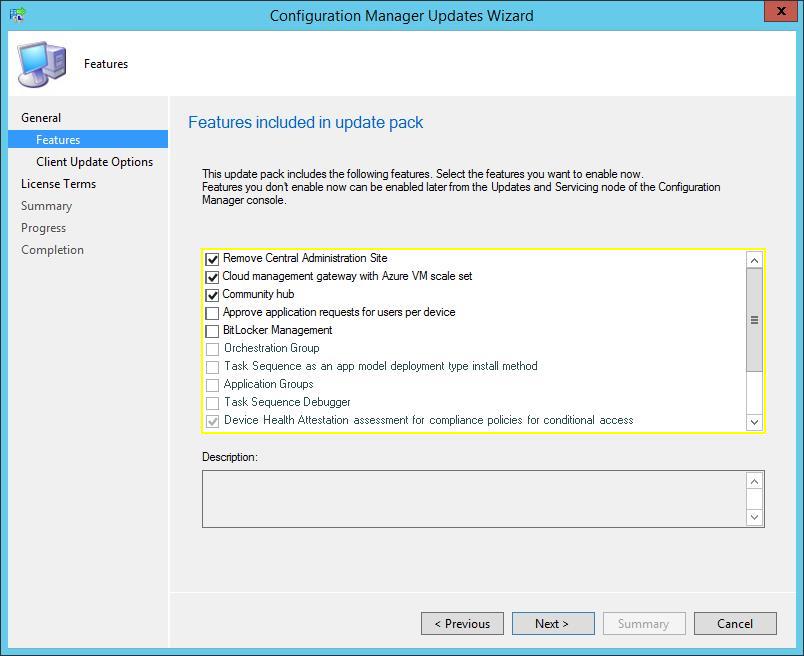 Configuration Manager Updates Wizard
x
Features
General
Features
Client Update Options
License Terms
Summary
Progress
Completion
Features included in update pack
This update pack includes the following features. Select the features you want to enable now.
Features you don't enable now can be enabled later from the Updates and Servicing node of the Configuration
Manager console.
Remove Central Administration Site
Cloud management gateway with Azure VM scale set
Community hub
Approve application requests for users per device
BitLocker Management
Orchestration Group
Task Sequence as an app model deployment type install method
Application Groups
Task Sequence Debugger
Device Health Attestation assessment for compliance policies for conditional access
Description:
< Previous
Next >
Summary
Cancel